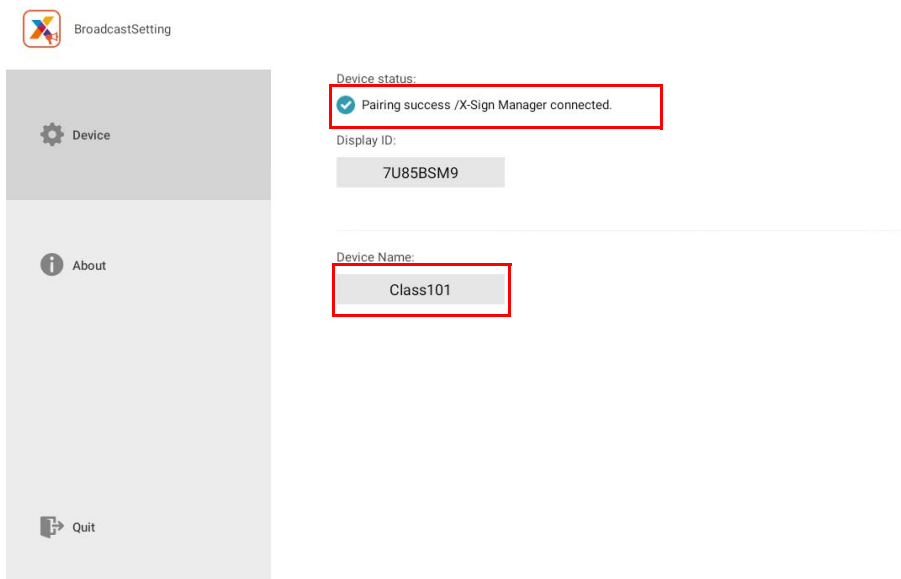 BroadcastSetting
Device
About
Quit
Device status:
Pairing success /X-Sign Manager connected.
Display ID:
7U85BSM9
Device Name:
Class101